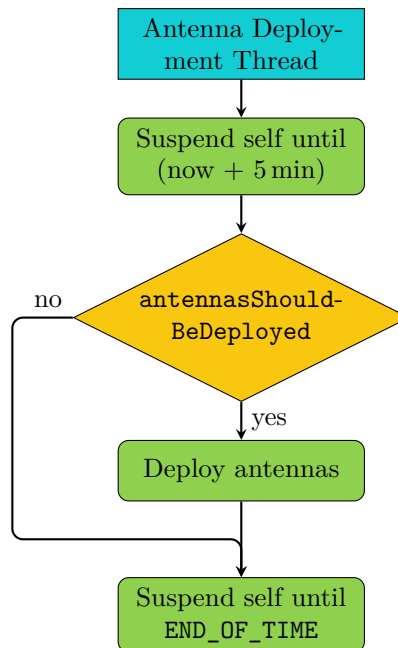 Antenna Deploy-
ment Thread
Suspend self until
(now + 5 min)
no
antennasShould-
BeDeployed
yes
Deploy antennas
Suspend self until
END_OF_TIME